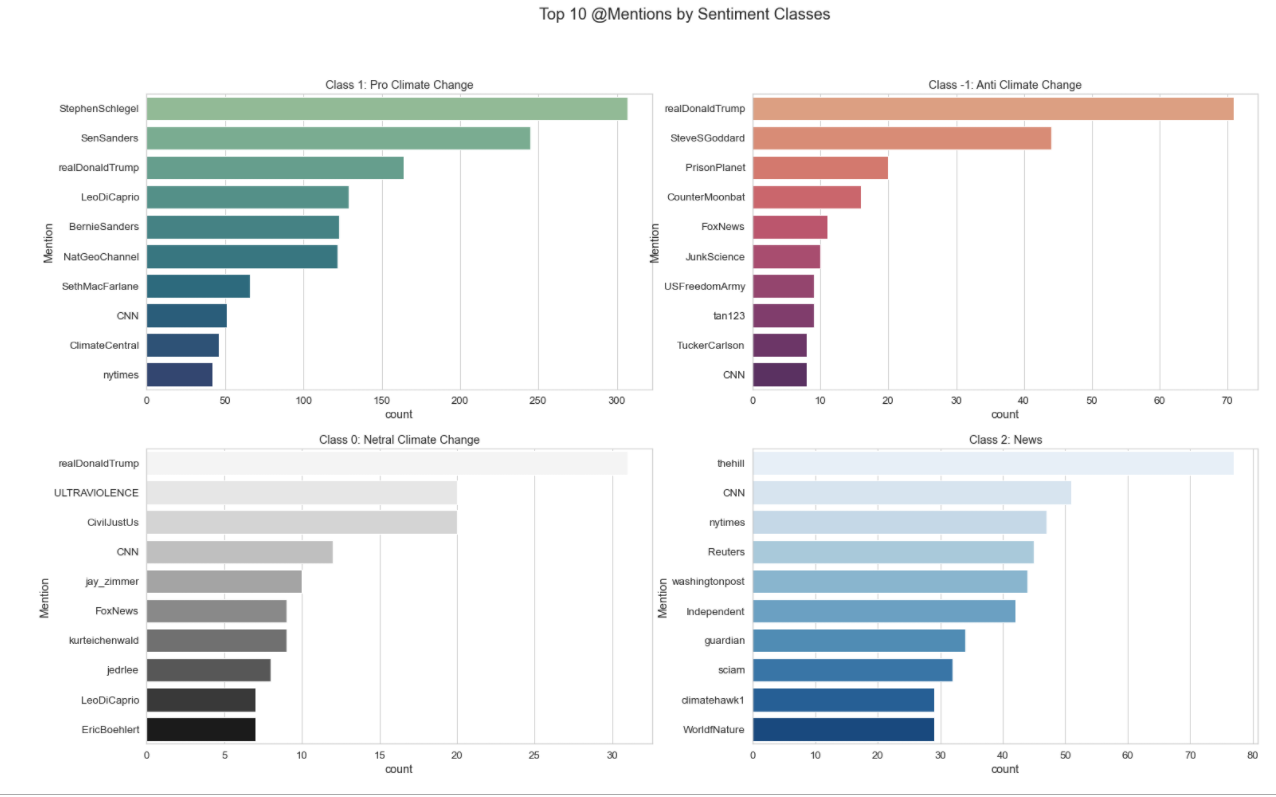 Top 10 @Mentions by Sentiment Classes
Class 1: Pro Climate Change
Mention
StephenSchlegel
SenSanders
realDonaldTrump
LeoDiCaprio
BernieSanders
NatGeoChannel
SethMacFarlane
CNN
ClimateCentral
nytimes
0 50 100 150 200 250 300
count
Class -1: Anti Climate Change
Mention
realDonaldTrump
SteveSGoddard
PrisonPlanet
CounterMoonbat
FoxNews
JunkScience
USFreedomArmy
tan123
TuckerCarlson
CNN
0 10 20 30 40 50 60 70
count
Class 0: Netral Climate Change
Mention
realDonaldTrump
ULTRAVIOLENCE
CivilJustUs
CNN
jay_zimmer
FoxNews
kurteichenwald
jedrlee
LeoDiCaprio
EricBoehlert
0 5 10 15 20 25 30
count
Class 2: News
Mention
thehill
CNN
nytimes
Reuters
washingtonpost
Independent
guardian
sciam
climatehawk1
WorldfNature
0 10 20 30 40 50 60 70 80
count